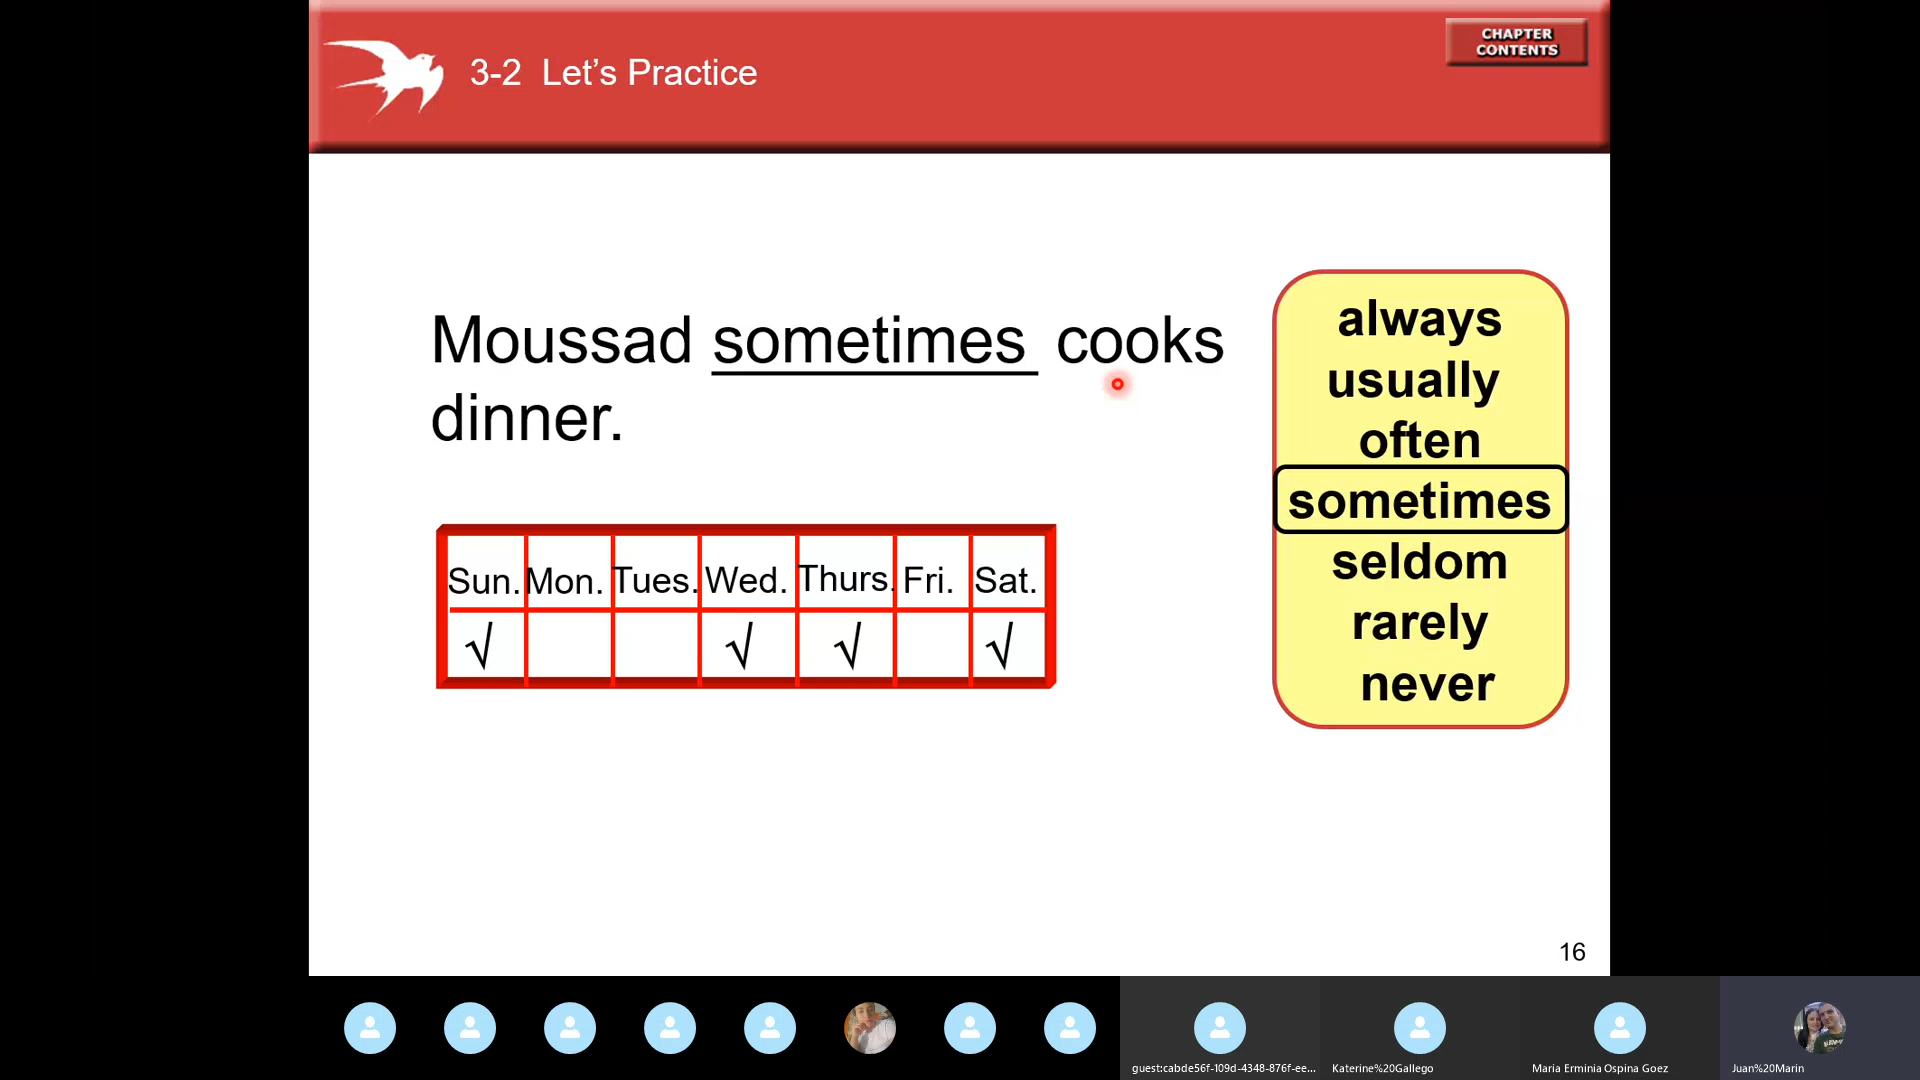 CHAPTER
CONTENTS
3-2 Let’s Practice
Moussad sometimes cooks
dinner.
always
usually
often
sometimes
seldom
rarely
never
Sun. Mon. Tues. Wed. Thurs. Fri. Sat.
√ √ √ √
16
guest:cabde56f-109d-4348-876f-ee... Katerine%20Gallego Maria Erminia Ospina Goez Juan%20Marin